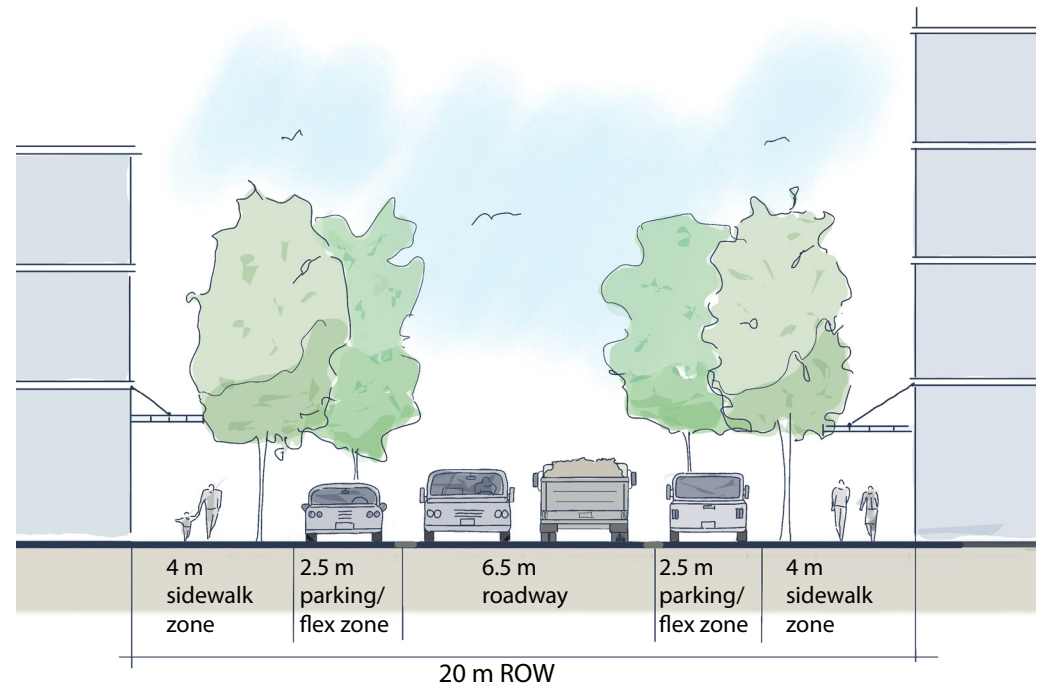 4 m
sidewalk
zone
2.5 m
parking/
flex zone
6.5 m
roadway
2.5 m
parking/
flex zone
4 m
sidewalk
zone
20 m ROW